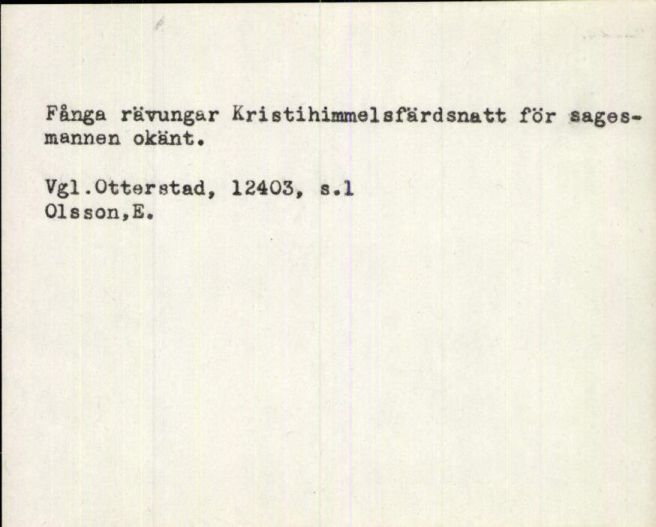 Fånga rävungar Kristihimmelsfärdsnatt för sages-
mannen okänt.
Vgl.Otterstad, 12403, s.1
Olsson,E.